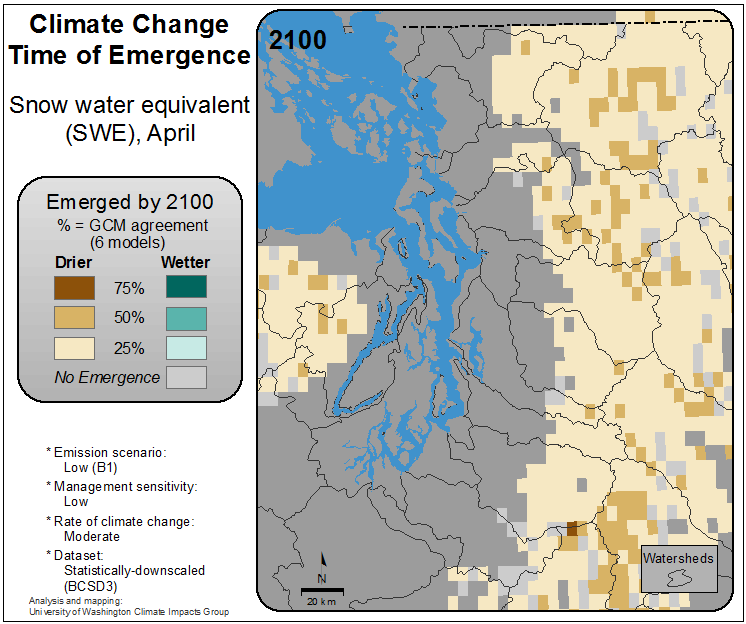 Climate Change
Time of Emergence
Snow water equivalent
(SWE), April
Emerged by 2100
% = GCM agreement
(6 models)
Drier Wetter
75%
50%
25%
No Emergence
* Emission scenario:
Low (B1)
* Management sensitivity:
Low
* Rate of climate change:
Moderate
* Dataset:
Statistically-downscaled
(BCSD3)
Analysis and mapping:
University of Washington Climate Impacts Group
2100
N
20 km
Watersheds